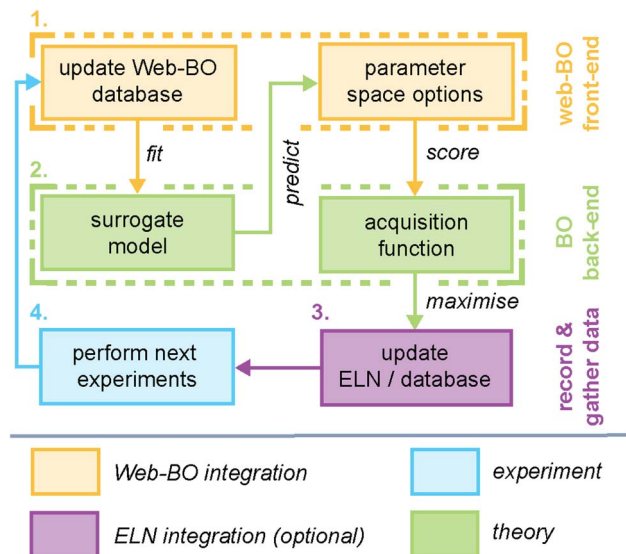 1.
update Web-BO
database
parameter
space options
web-BO
front-end
fit
predict
score
2.
surrogate
model
acquisition
function
BO
back-end
maximise
4.
3.
perform next
experiments
update
ELN / database
record &
gather data
Web-BO integration
experiment
ELN integration (optional)
theory